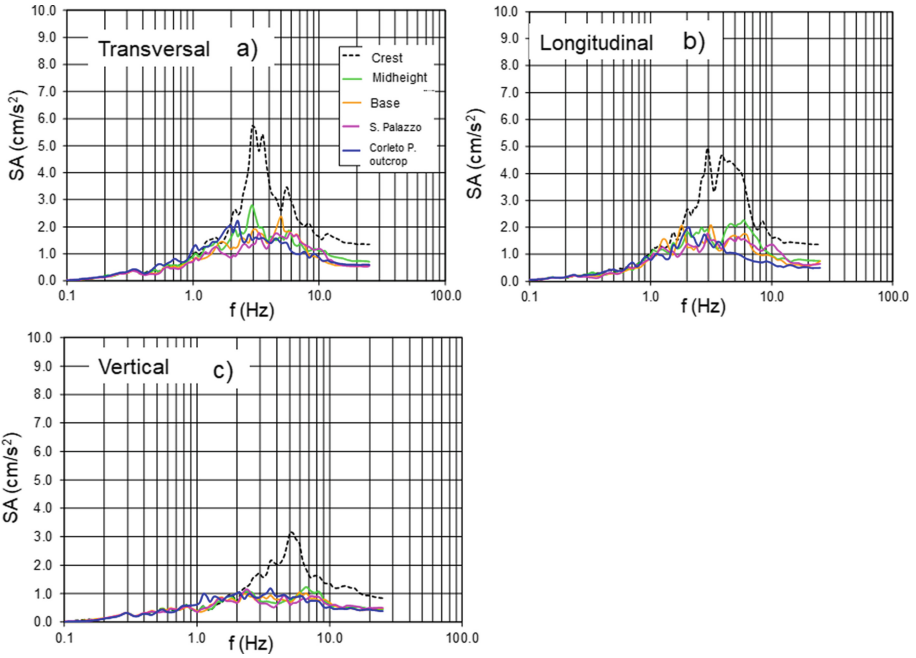 10.0
9.0
8.0
7.0
6.0
5.0
4.0
3.0
2.0
1.0
0.0
SA (cm/s²)
Transversal a)
Crest
Midheight
Base
S. Palazzo
Corleto P.
outcrop
0.1 1.0 10.0 100.0
f (Hz)
10.0
9.0
8.0
7.0
6.0
5.0
4.0
3.0
2.0
1.0
0.0
SA (cm/s²)
Longitudinal b)
0.1 1.0 10.0 100.0
f (Hz)
10.0
9.0
8.0
7.0
6.0
5.0
4.0
3.0
2.0
1.0
0.0
SA (cm/s²)
Vertical c)
0.1 1.0 10.0 100.0
f (Hz)